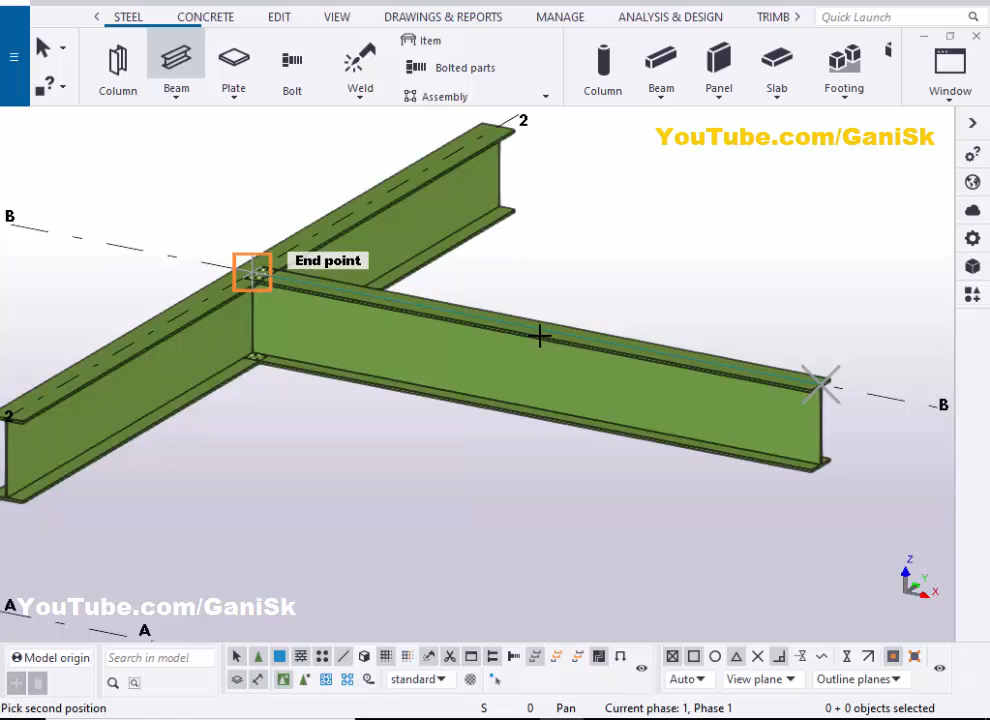 STEEL CONCRETE EDIT VIEW DRAWINGS & REPORTS MANAGE ANALYSIS & DESIGN TRIMB Quick Launch
Column Beam Plate Bolt Weld
Item
Bolted parts
Assembly
Column Beam Panel Slab Footing Window
YouTube.com/GaniSk
2
B
End point
B
2
Z
Y
X
A
YouTube.com/GaniSk
A
Model origin Search in model
standard Auto View plane Outline planes
Pick second position S 0 Pan Current phase: 1, Phase 1 0 + 0 objects selected